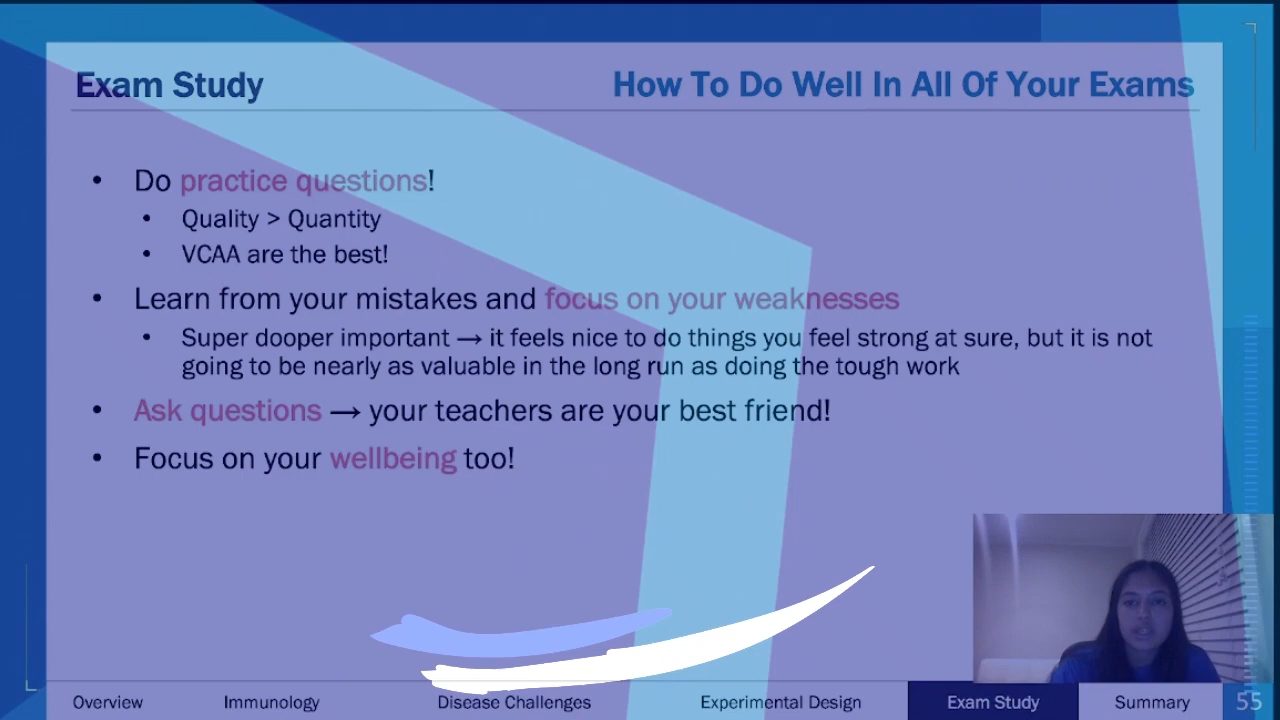 Exam Study
How To Do Well In All Of Your Exams
• Do practice questions!
• Quality > Quantity
• VCAA are the best!
• Learn from your mistakes and focus on your weaknesses
• Super dooper important → it feels nice to do things you feel strong at sure, but it is not
going to be nearly as valuable in the long run as doing the tough work
• Ask questions → your teachers are your best friend!
• Focus on your wellbeing too!
Overview
Immunology
Disease Challenges
Experimental Design
Exam Study
Summary
55